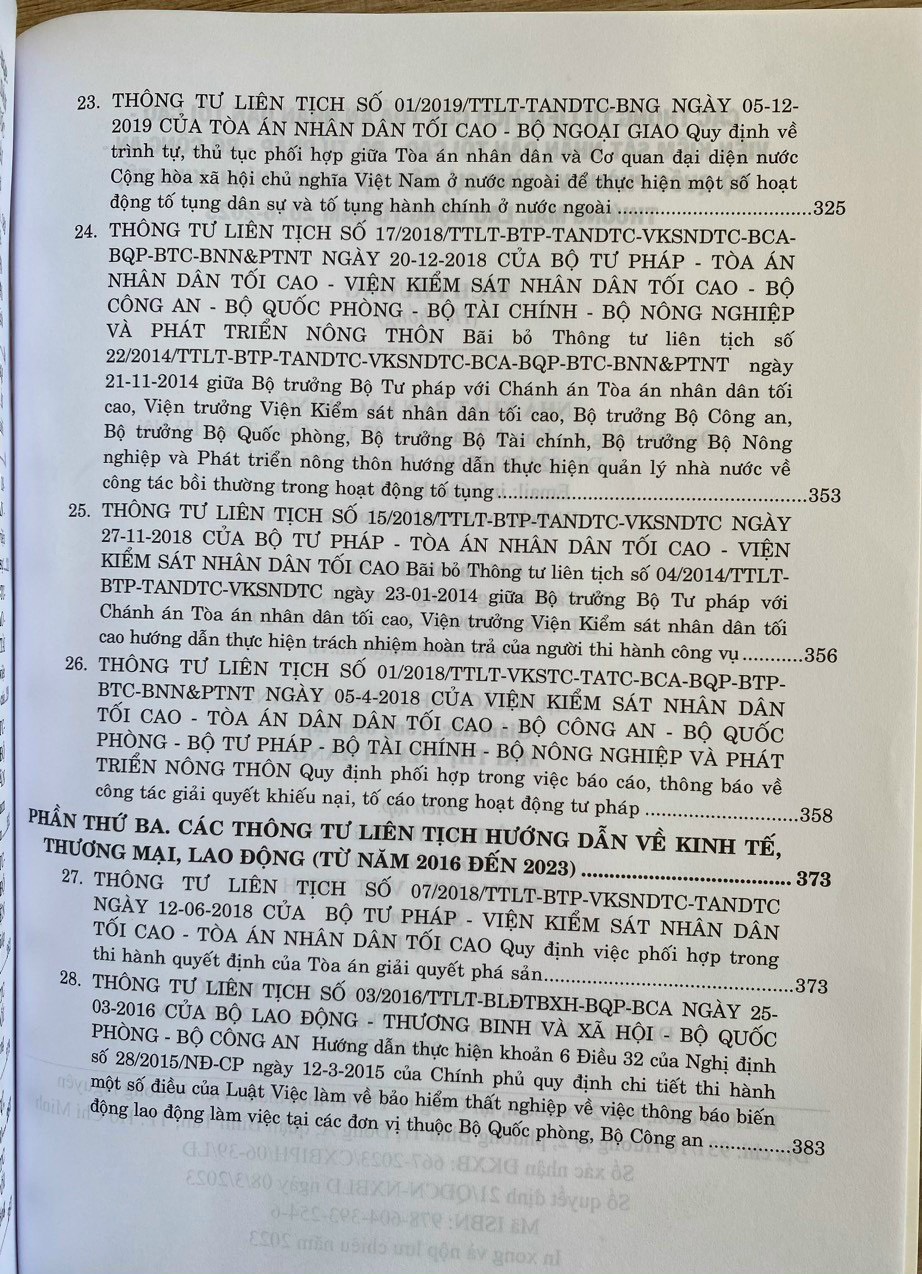 23. THÔNG TƯ LIÊN TỊCH SỐ 01/2019/TTLT-TANDTC-BNG NGÀY 05-12-
2019 CỦA TÒA ÁN NHÂN DÂN TỐI CAO - BỘ NGOẠI GIAO Quy định về
trình tự, thủ tục phối hợp giữa Tòa án nhân dân và Cơ quan đại diện nước
Cộng hòa xã hội chủ nghĩa Việt Nam ở nước ngoài để thực hiện một số hoạt
động tố tụng dân sự và tố tụng hành chính ở nước ngoài ................................325
24. THÔNG TƯ LIÊN TỊCH SỐ 17/2018/TTLT-BTP-TANDTC-VKSNDTC-BCA-
BQP-BTC-BNN&PTNT NGÀY 20-12-2018 CỦA BỘ TƯ PHÁP - TÒA ÁN
NHÂN DÂN TỐI CAO - VIỆN KIỂM SÁT NHÂN DÂN TỐI CAO - BỘ
CÔNG AN - BỘ QUỐC PHÒNG - BỘ TÀI CHÍNH - BỘ NÔNG NGHIỆP
VÀ PHÁT TRIỂN NÔNG THÔN Bãi bỏ Thông tư liên tịch số
22/2014/TTLT-BTP-TANDTC-VKSNDTC-BCA-BQP-BTC-BNN&PTNT ngày
21-11-2014 giữa Bộ trưởng Bộ Tư pháp với Chánh án Tòa án nhân dân tối
cao, Viện trưởng Viện Kiểm sát nhân dân tối cao, Bộ trưởng Bộ Công an,
Bộ trưởng Bộ Quốc phòng, Bộ trưởng Bộ Tài chính, Bộ trưởng Bộ Nông
nghiệp và Phát triển nông thôn hướng dẫn thực hiện quản lý nhà nước về
công tác bồi thường trong hoạt động tố tụng ...................................................353
25. THÔNG TƯ LIÊN TỊCH SỐ 15/2018/TTLT-BTP-TANDTC-VKSNDTC NGÀY
27-11-2018 CỦA BỘ TƯ PHÁP - TÒA ÁN NHÂN DÂN TỐI CAO - VIỆN
KIỂM SÁT NHÂN DÂN TỐI CAO Bãi bỏ Thông tư liên tịch số 04/2014/TTLT-
BTP-TANDTC-VKSNDTC ngày 23-01-2014 giữa Bộ trưởng Bộ Tư pháp với
Chánh án Tòa án nhân dân tối cao, Viện trưởng Viện Kiểm sát nhân dân tối
cao hướng dẫn thực hiện trách nhiệm hoàn trả của người thi hành công vụ ..........356
26. THÔNG TƯ LIÊN TỊCH SỐ 01/2018/TTLT-VKSTC-TATC-BCA-BQP-BTP-
BTC-BNN&PTNT NGÀY 05-4-2018 CỦA VIỆN KIỂM SÁT NHÂN DÂN
TỐI CAO - TÒA ÁN DÂN DÂN TỐI CAO - BỘ CÔNG AN - BỘ QUỐC
PHÒNG - BỘ TƯ PHÁP - BỘ TÀI CHÍNH - BỘ NÔNG NGHIỆP VÀ PHÁT
TRIỂN NÔNG THÔN Quy định phối hợp trong việc báo cáo, thông báo về
công tác giải quyết khiếu nại, tố cáo trong hoạt động tư pháp .........................358
PHẦN THỨ BA. CÁC THÔNG TƯ LIÊN TỊCH HƯỚNG DẪN VỀ KINH TẾ,
THƯƠNG MẠI, LAO ĐỘNG (TỪ NĂM 2016 ĐẾN 2023) ................................ 373
27. THÔNG TƯ LIÊN TỊCH SỐ 07/2018/TTLT-BTP-VKSNDTC-TANDTC
NGÀY 12-06-2018 CỦA BỘ TƯ PHÁP - VIỆN KIỂM SÁT NHÂN DÂN
TỐI CAO - TÒA ÁN NHÂN DÂN TỐI CAO Quy định việc phối hợp trong
thi hành quyết định của Tòa án giải quyết phá sản.........................................373
28. THÔNG TƯ LIÊN TỊCH SỐ 03/2016/TTLT-BLĐTBXH-BQP-BCA NGÀY 25-
03-2016 CỦA BỘ LAO ĐỘNG - THƯƠNG BINH VÀ XÃ HỘI - BỘ QUỐC
PHÒNG - BỘ CÔNG AN Hướng dẫn thực hiện khoản 6 Điều 32 của Nghị định
số 28/2015/NĐ-CP ngày 12-3-2015 của Chính phủ quy định chi tiết thi hành
một số điều của Luật Việc làm về bảo hiểm thất nghiệp về việc thông báo biến
động lao động làm việc tại các đơn vị thuộc Bộ Quốc phòng, Bộ Công an ..................383